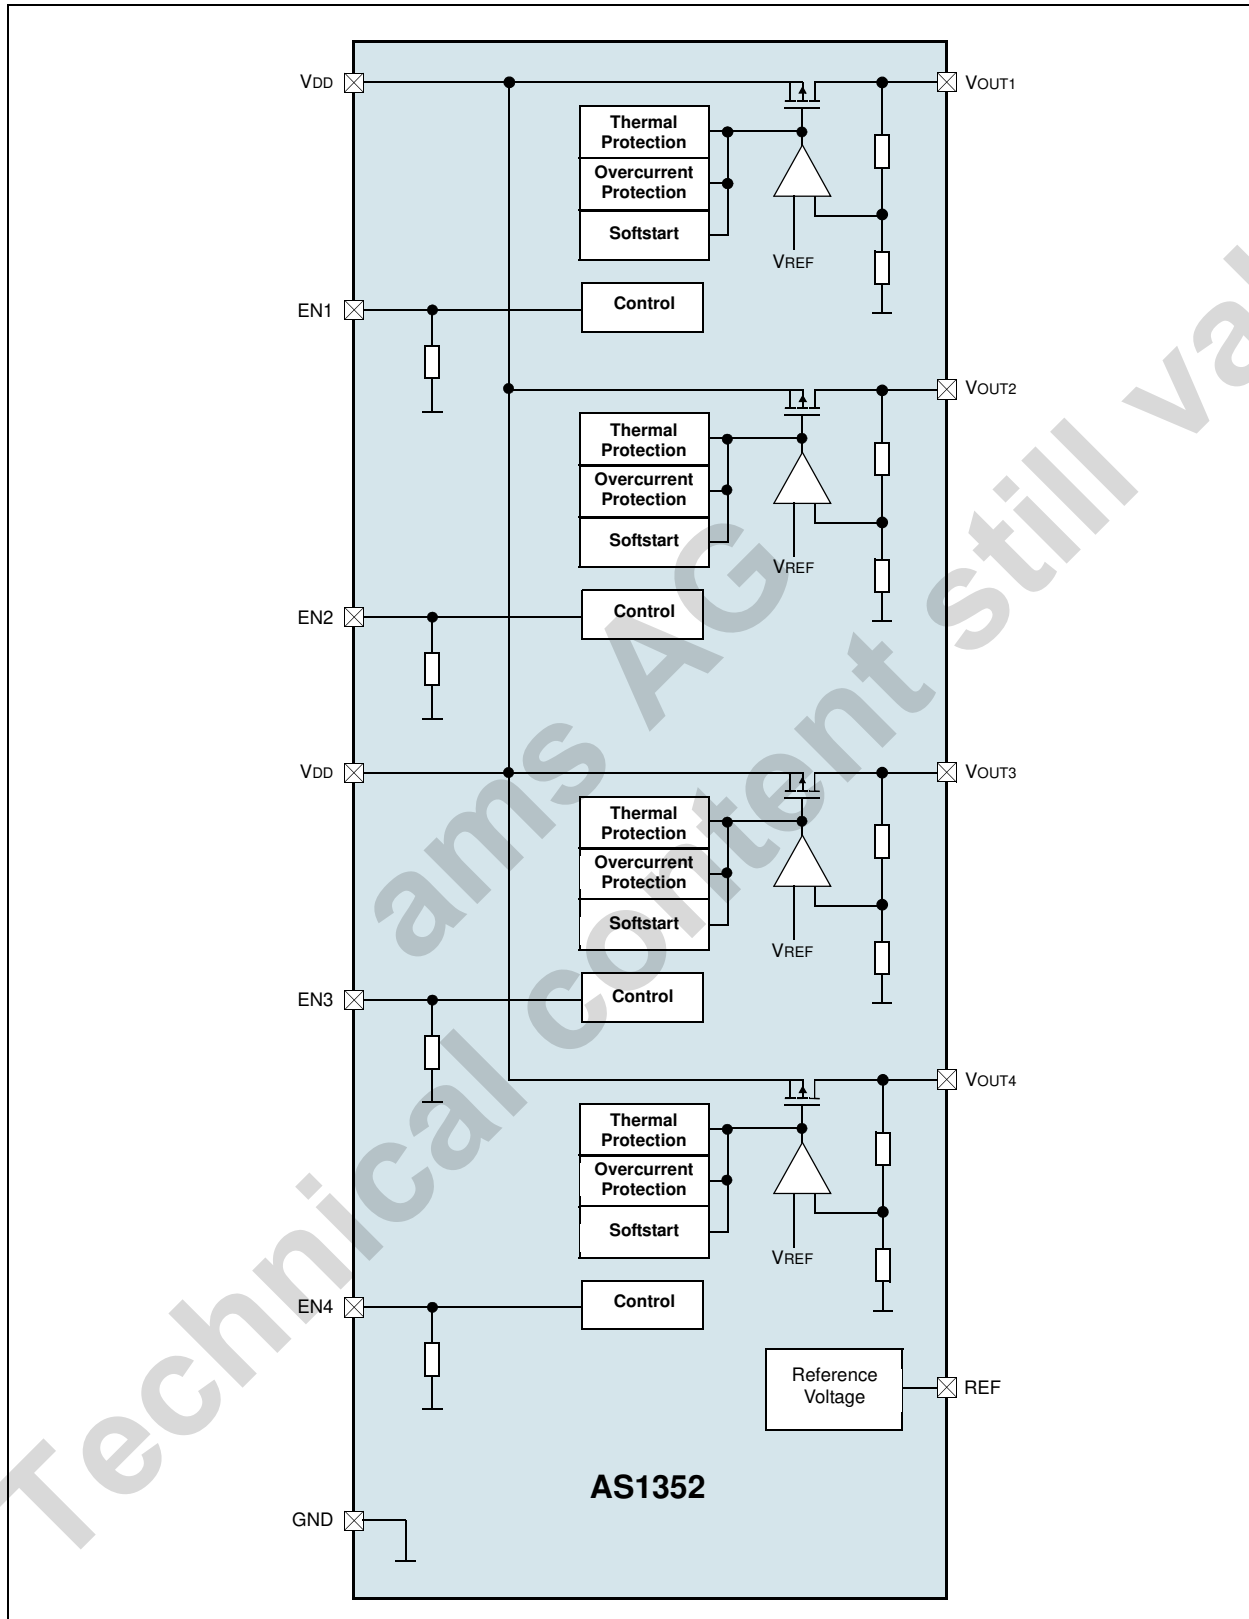 VDD
VOUT1
Thermal
Protection
Overcurrent
Protection
Softstart
VREF
EN1
Control
VOUT2
Thermal
Protection
Overcurrent
Protection
Softstart
VREF
EN2
Control
VDD
VOUT3
Thermal
Protection
Overcurrent
Protection
Softstart
VREF
EN3
Control
VOUT4
Thermal
Protection
Overcurrent
Protection
Softstart
VREF
EN4
Control
Reference
Voltage
REF
AS1352
GND
ams AG
Technical content still